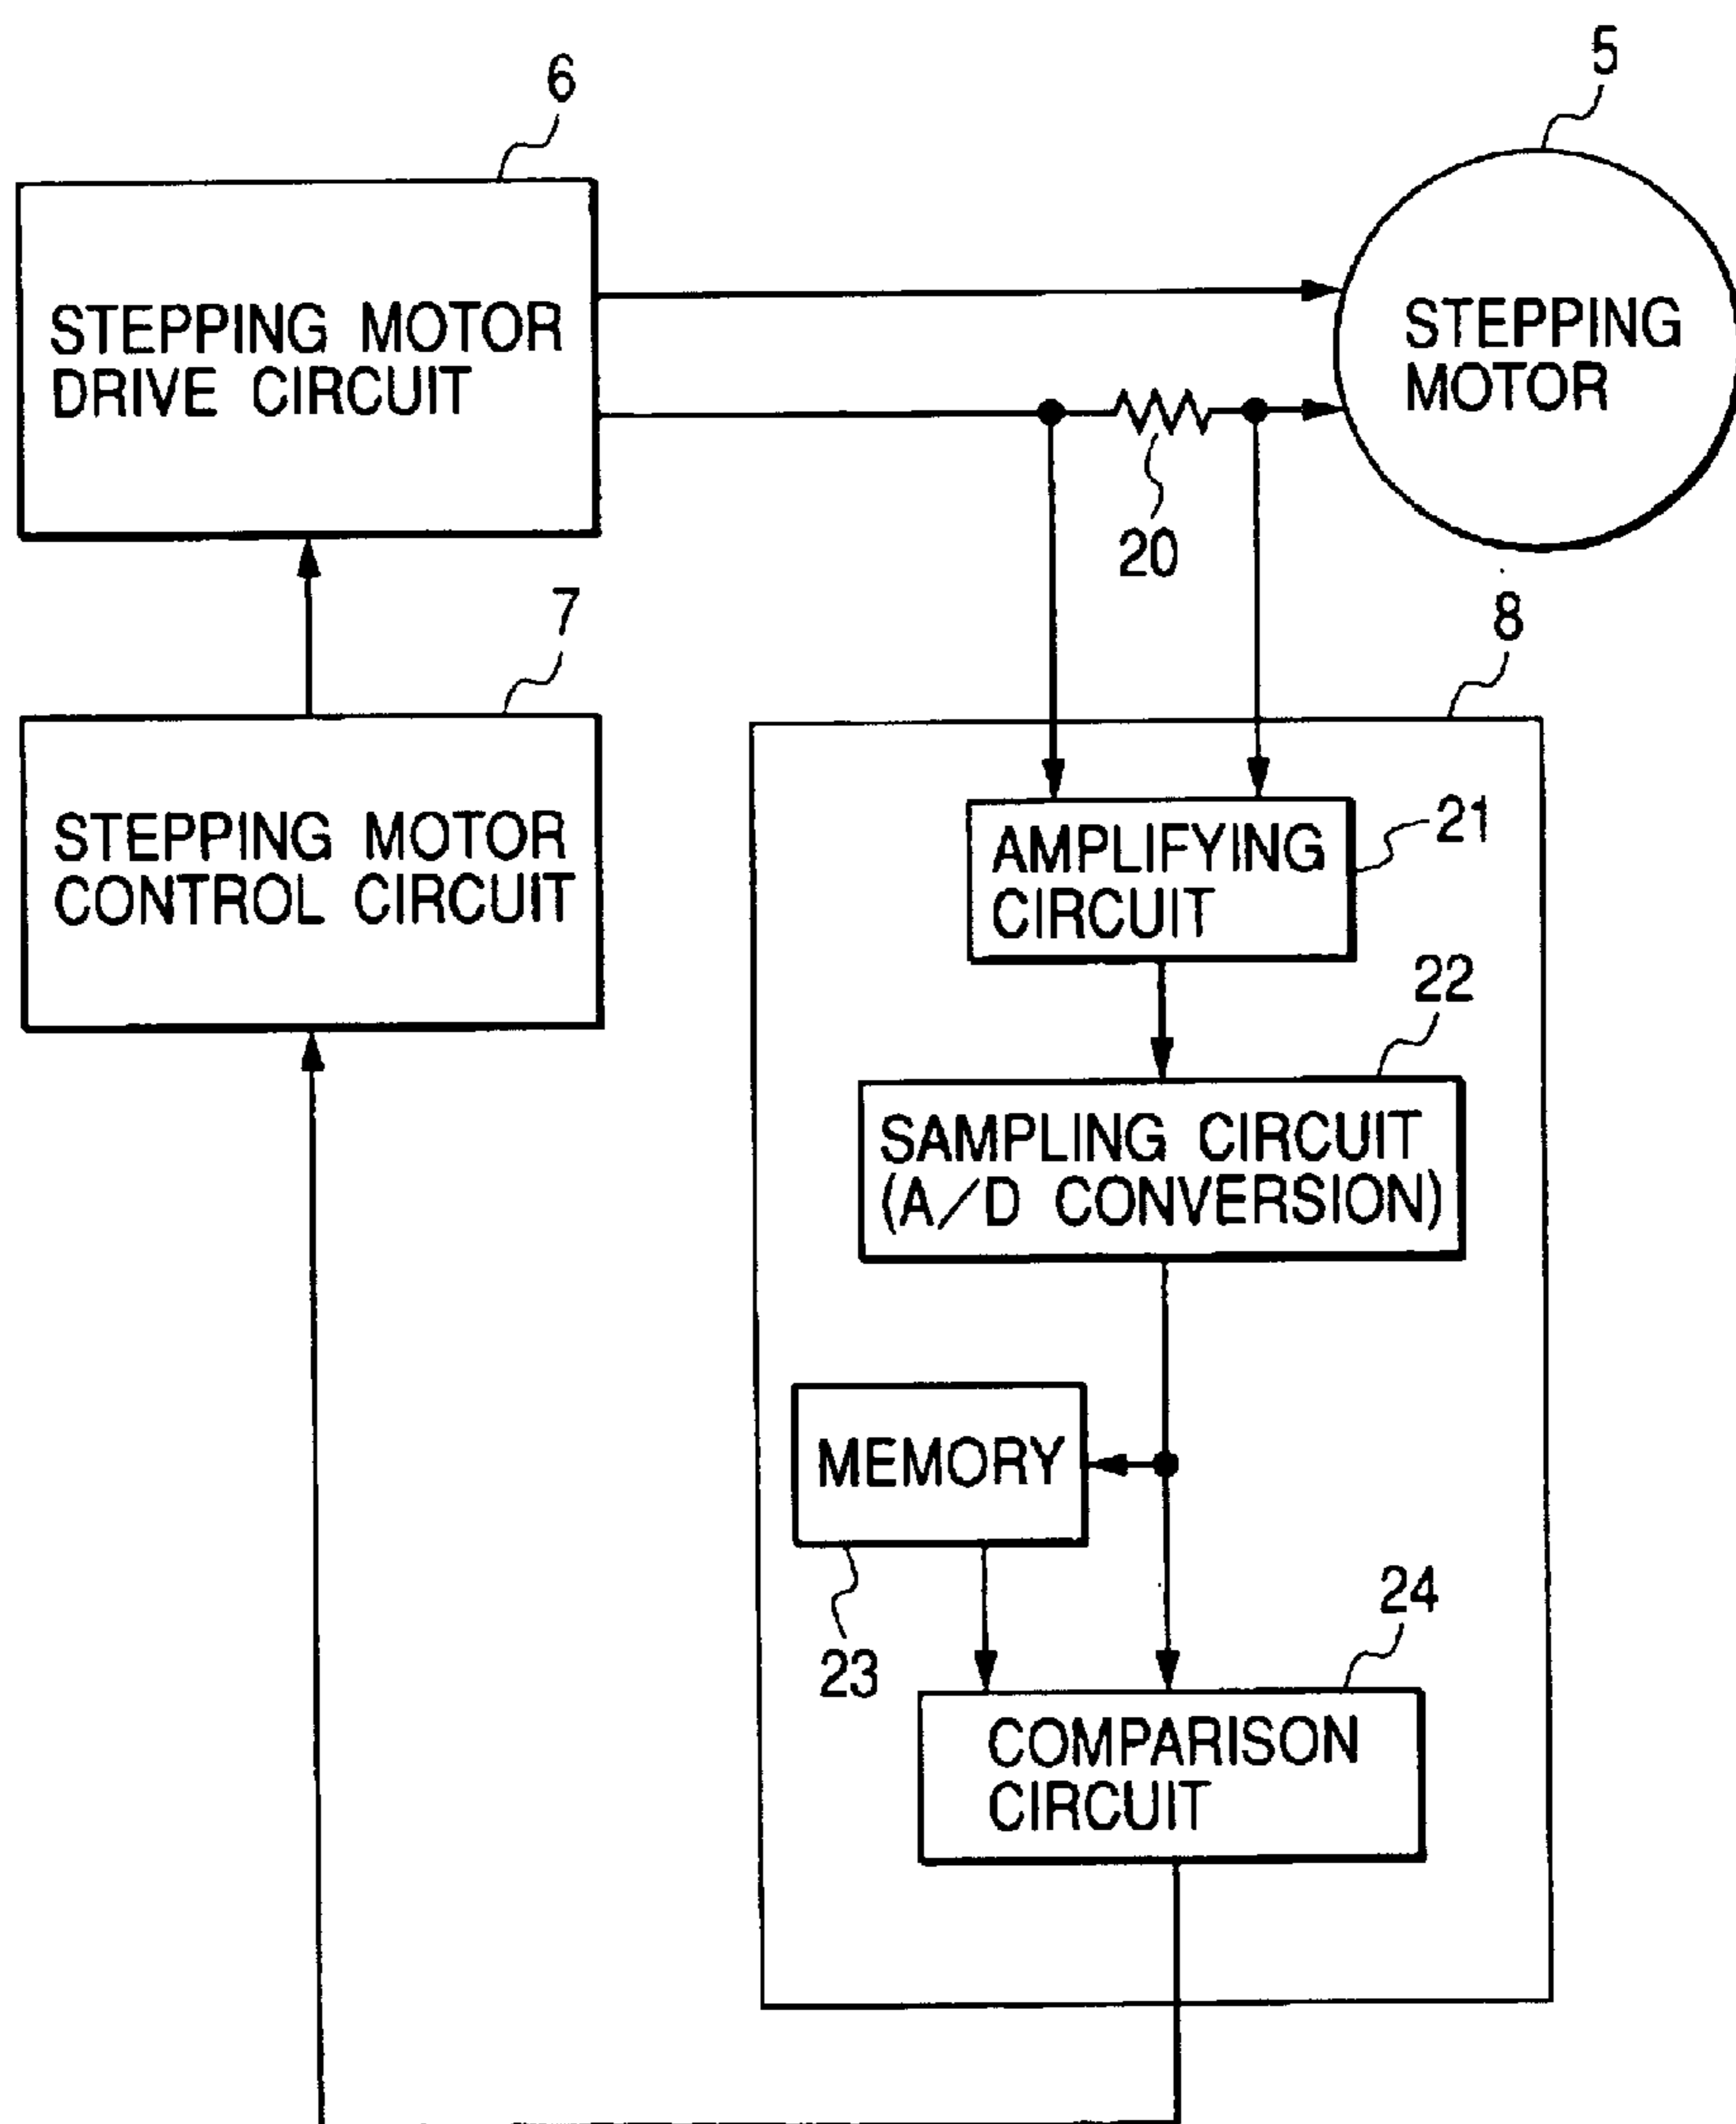 6
5
STEPPING MOTOR
DRIVE CIRCUIT
STEPPING
MOTOR
20
7
8
STEPPING MOTOR
CONTROL CIRCUIT
AMPLIFYING
CIRCUIT
21
22
SAMPLING CIRCUIT
(A/D CONVERSION)
MEMORY
23
24
COMPARISON
CIRCUIT